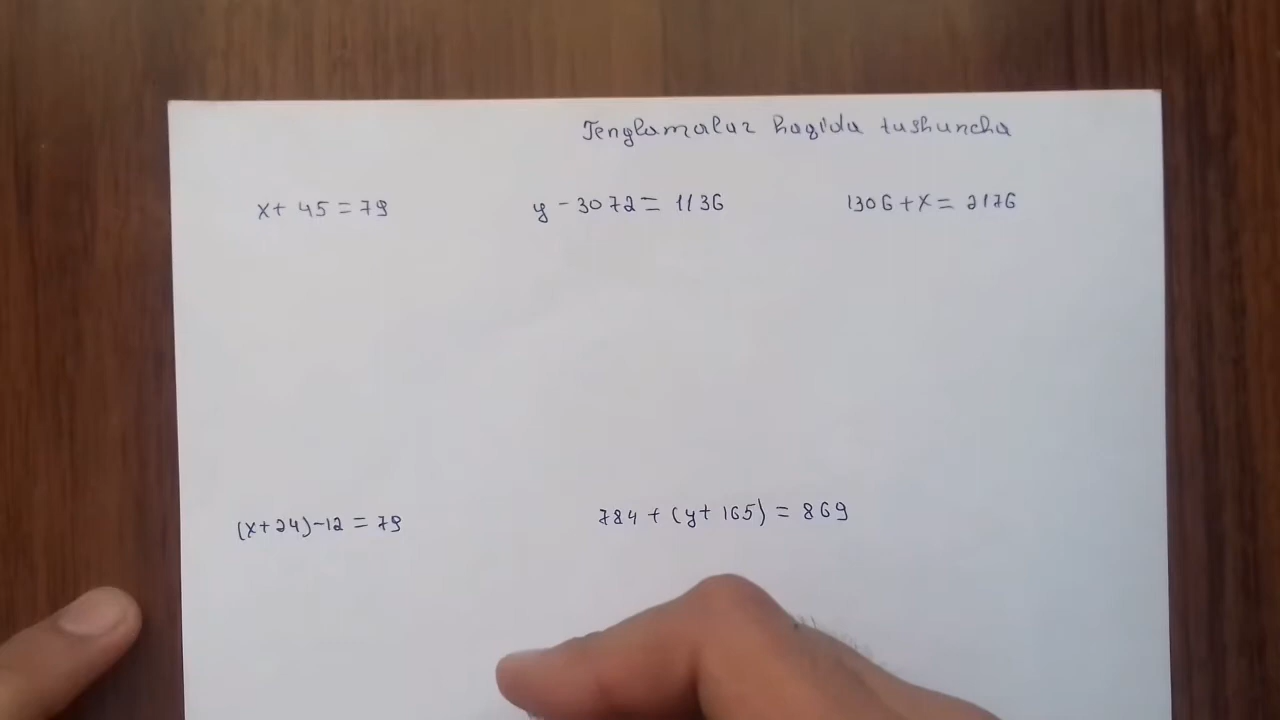 Tenglamalar haqida tushuncha
x + 45 = 79
y - 3072 = 1136
1306 + x = 2176
(x + 24) - 12 = 79
784 + (y + 165) = 869